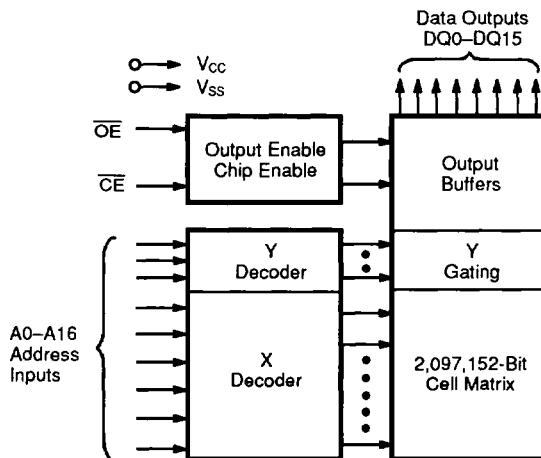 Data Outputs
DQ0–DQ15
VCC
VSS
OE
CE
Output Enable
Chip Enable
Output
Buffers
Y
Decoder
Y
Gating
A0–A16
Address
Inputs
X
Decoder
2,097,152-Bit
Cell Matrix